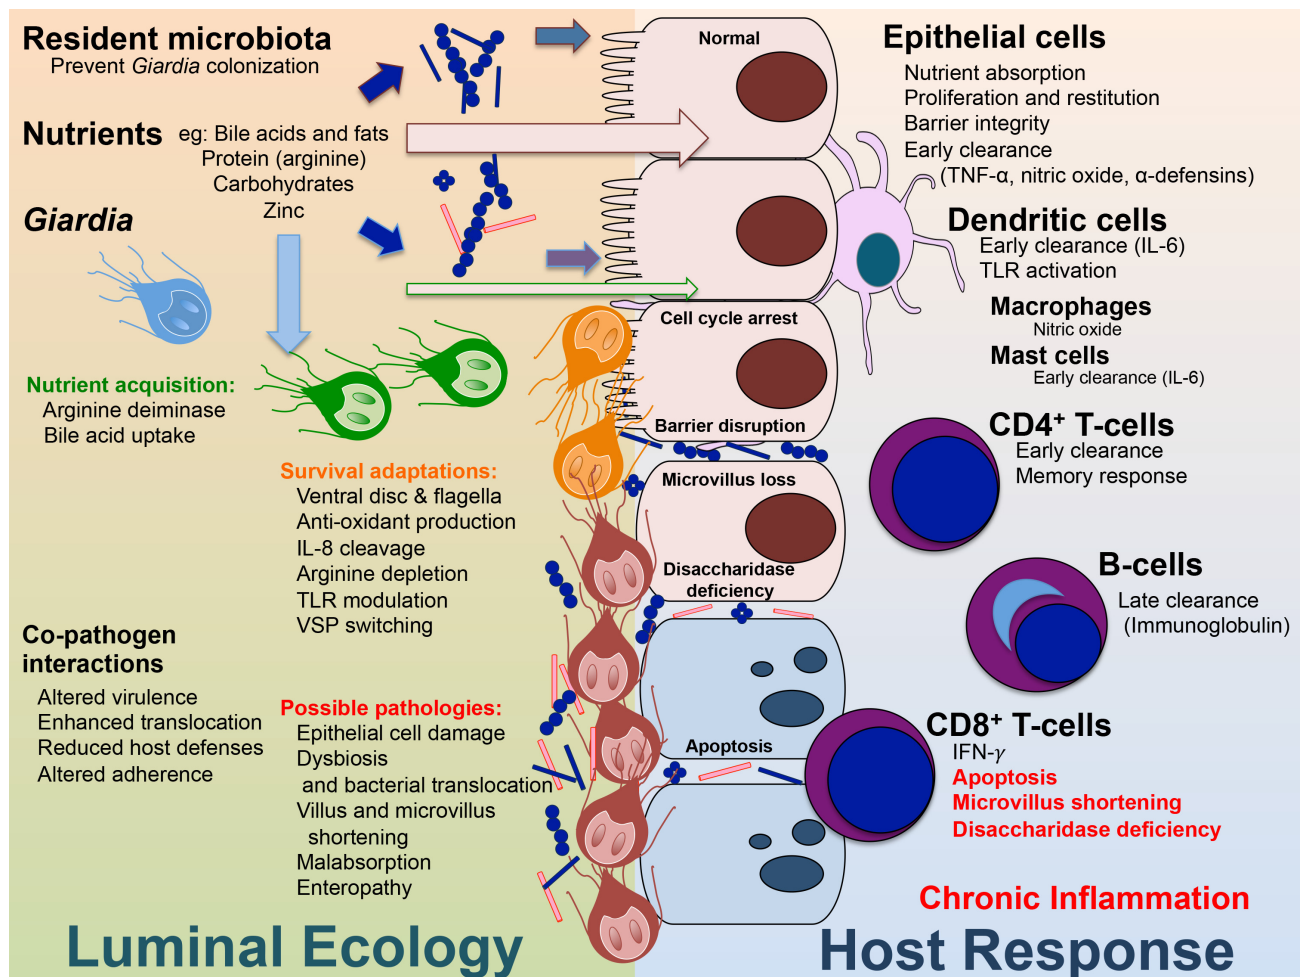 Resident microbiota
Prevent Giardia colonization
Nutrients
eg: Bile acids and fats
Protein (arginine)
Carbohydrates
Zinc
Giardia
Nutrient acquisition:
Arginine deiminase
Bile acid uptake
Survival adaptations:
Ventral disc & flagella
Anti-oxidant production
IL-8 cleavage
Arginine depletion
TLR modulation
VSP switching
Co-pathogen
interactions
Altered virulence
Enhanced translocation
Reduced host defenses
Altered adherence
Possible pathologies:
Epithelial cell damage
Dysbiosis
and bacterial translocation
Villus and microvillus
shortening
Malabsorption
Enteropathy
Luminal Ecology
Normal
Cell cycle arrest
Barrier disruption
Microvillus loss
Disaccharidase
deficiency
Apoptosis
Epithelial cells
Nutrient absorption
Proliferation and restitution
Barrier integrity
Early clearance
(TNF-α, nitric oxide, α-defensins)
Dendritic cells
Early clearance (IL-6)
TLR activation
Macrophages
Nitric oxide
Mast cells
Early clearance (IL-6)
CD4⁺ T-cells
Early clearance
Memory response
B-cells
Late clearance
(Immunoglobulin)
CD8⁺ T-cells
IFN-γ
Apoptosis
Microvillus shortening
Disaccharidase deficiency
Chronic Inflammation
Host Response